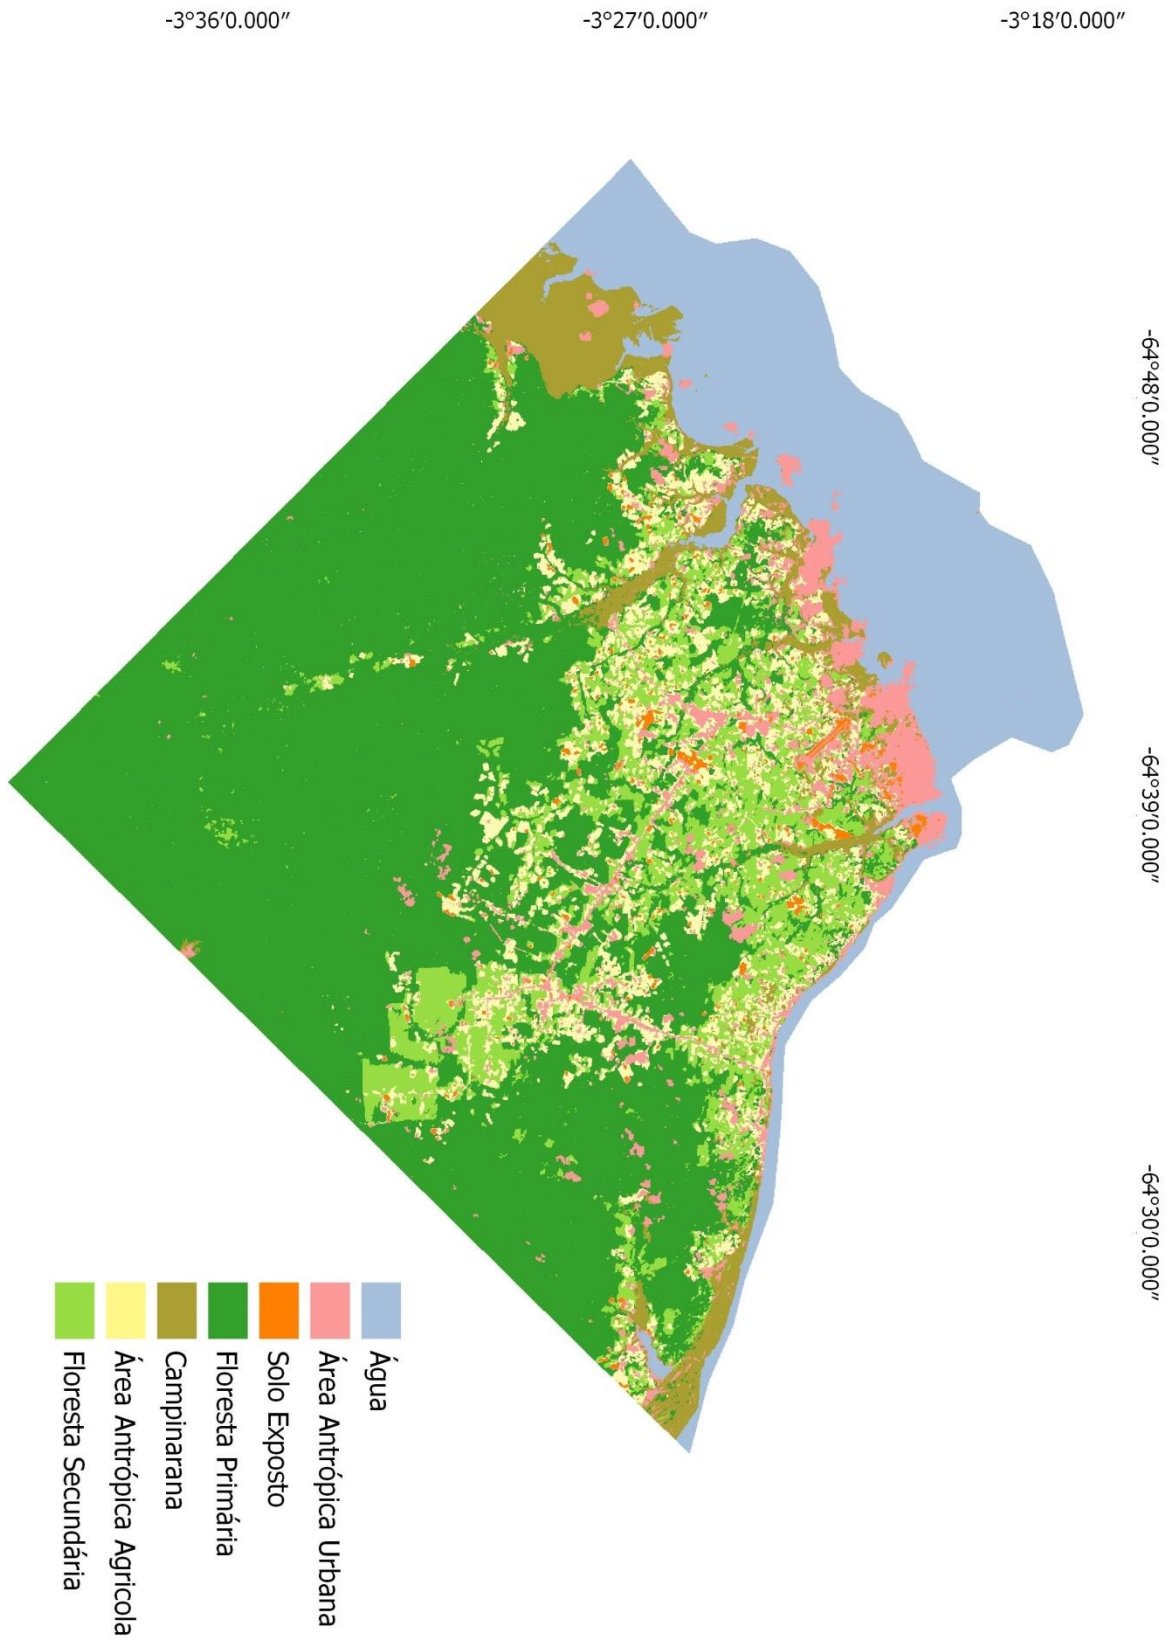 -3°36′0.000″
-3°27′0.000″
-3°18′0.000″
-64°48′0.000″
-64°39′0.000″
-64°30′0.000″
Água
Área Antrópica Urbana
Solo Exposto
Floresta Primária
Campinarana
Área Antrópica Agricola
Floresta Secundária